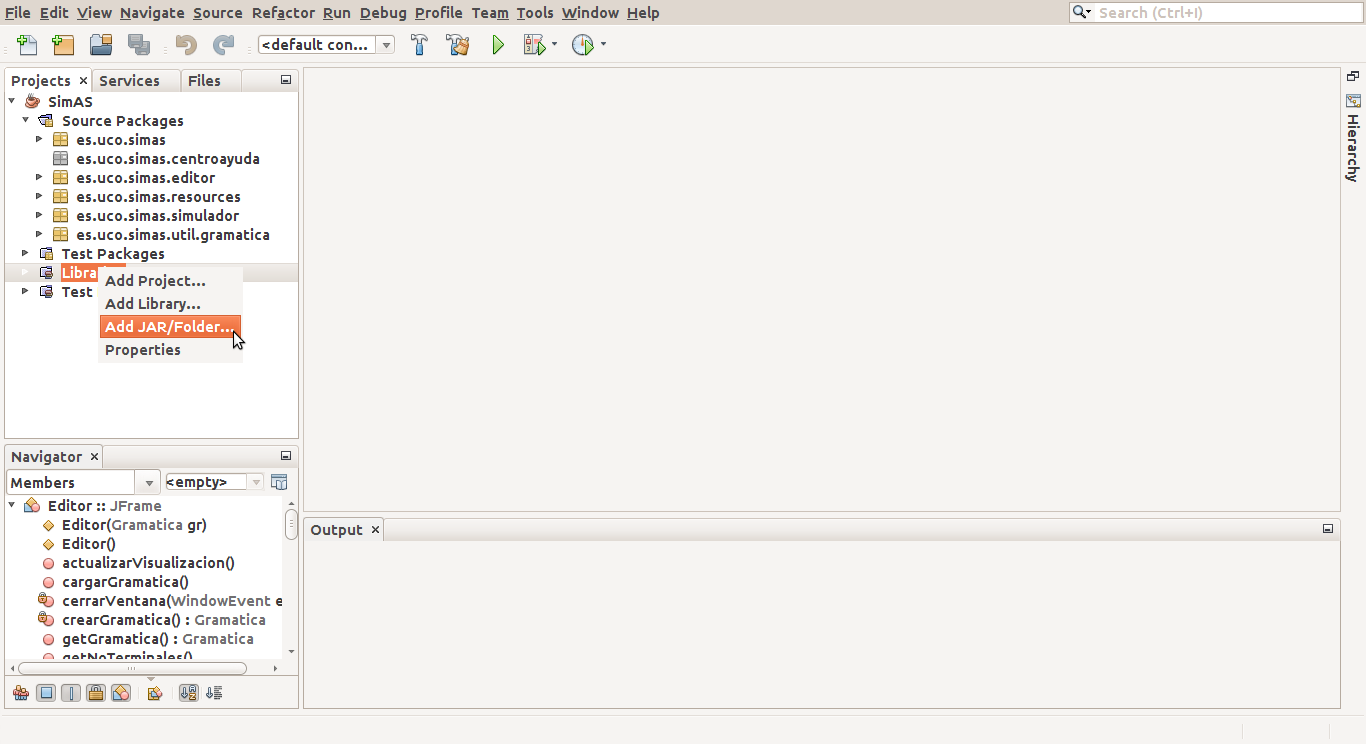 File Edit View Navigate Source Refactor Run Debug Profile Team Tools Window Help
Search (Ctrl+I)
<default con...
Projects Services Files
SimAS
Source Packages
es.uco.simas
es.uco.simas.centroayuda
es.uco.simas.editor
es.uco.simas.resources
es.uco.simas.simulador
es.uco.simas.util.gramatica
Test Packages
Test
Add Project...
Add Library...
Add JAR/Folder...
Properties
Hierarchy
Navigator
Members
<empty>
Editor :: JFrame
Editor(Gramatica gr)
Editor()
actualizarVisualizacion()
cargarGramatica()
cerrarVentana(WindowEvent e
crearGramatica() : Gramatica
getGramatica() : Gramatica
getNoTerminales()
Output